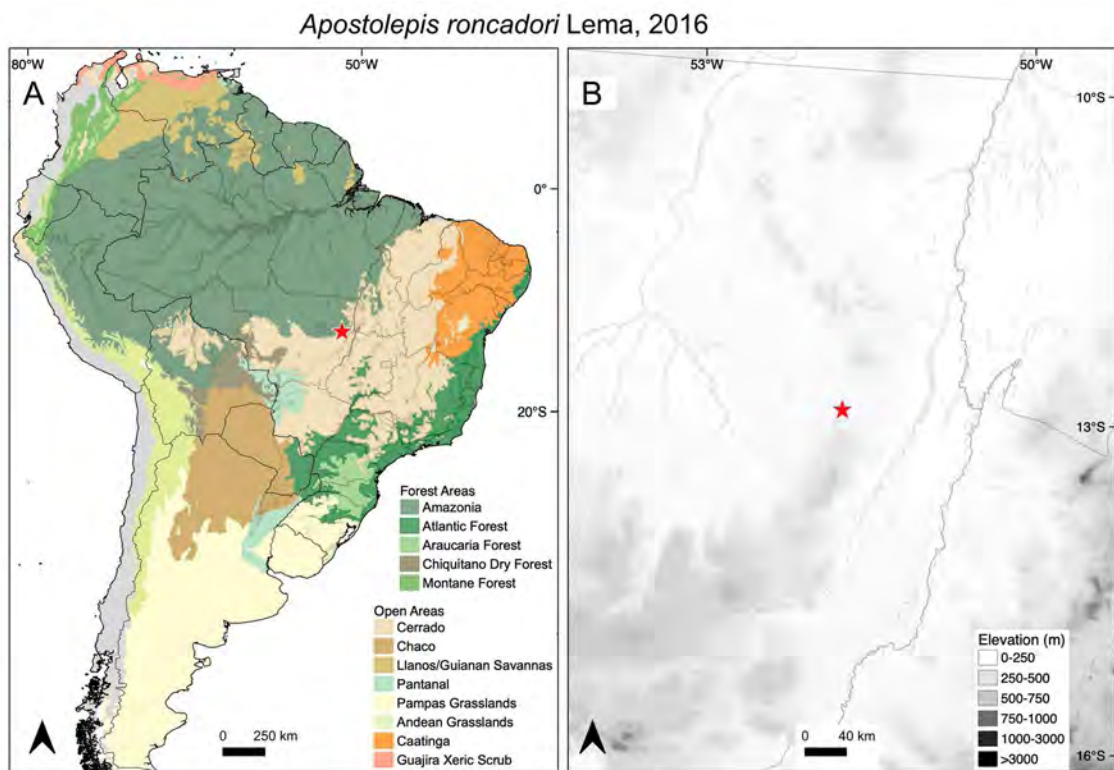 Apostolepis roncadori Lema, 2016
80°W
50°W
A
0°
20°S
Forest Areas
Amazonia
Atlantic Forest
Araucaria Forest
Chiquitano Dry Forest
Montane Forest
Open Areas
Cerrado
Chaco
Llanos/Guianan Savannas
Pantanal
Pampas Grasslands
Andean Grasslands
Caatinga
Guajira Xeric Scrub
0 250 km
53°W
50°W
B
10°S
13°S
16°S
Elevation (m)
0-250
250-500
500-750
750-1000
1000-3000
>3000
0 40 km